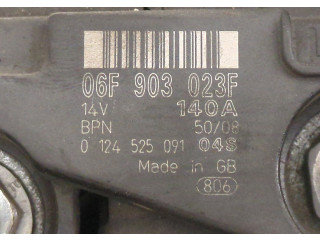 06F 903 023F
14V 140A
BPN 50/08
0 124 525 091 04S
Made in GB
806